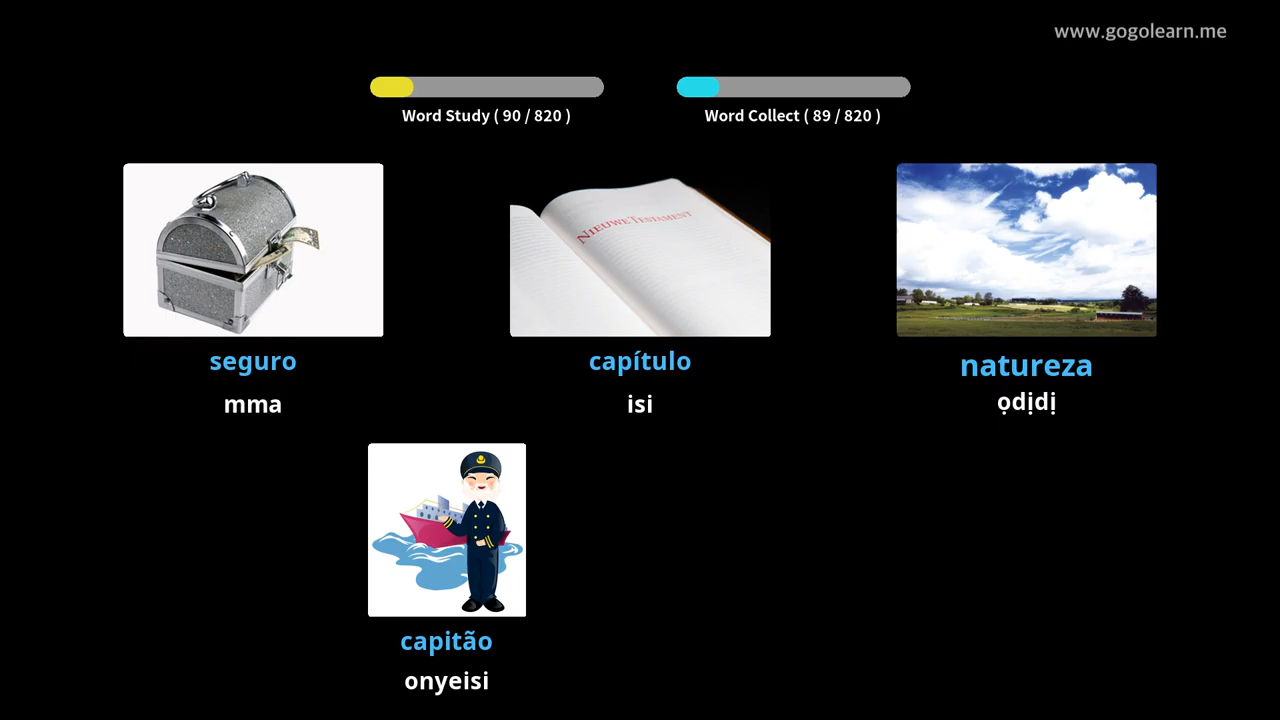 www.gogolearn.me
Word Study ( 90 / 820 )
Word Collect ( 89 / 820 )
NIEUWE TESTAMENT
seguro
mma
capítulo
isi
natureza
ọdịdị
capitão
onyeisi